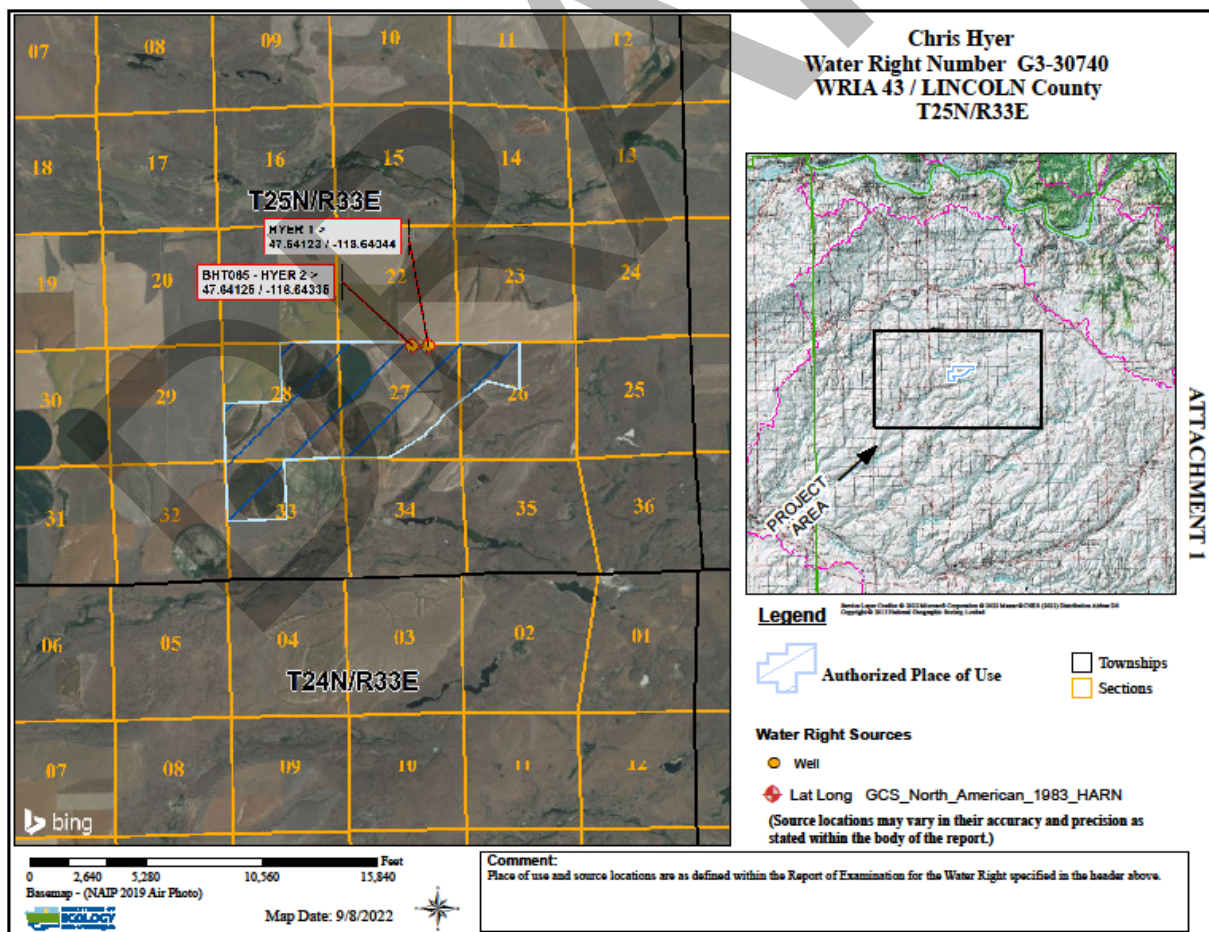 Chris Hyer
Water Right Number G3-30740
WRIA 43 / LINCOLN County
T25N/R33E
07 08 09 10 11 12
18 17 16 15 14 13
T25N/R33E
HYER 1 >
47.64123 / -118.64044
19 20 22 23 24
BHT065 - HYER 2 >
47.64125 / -118.64335
30 29 28 27 26 25
31 32 33 34 35 36
06 05 04 03 02 01
T24N/R33E
07 08 09 10 11 12
bing
PROJECT
AREA
ATTACHMENT 1
Legend
Authorized Place of Use
Townships
Sections
Water Right Sources
Well
Lat Long GCS_North_American_1983_HARN
(Source locations may vary in their accuracy and precision as
stated within the body of the report.)
Feet
0 2,640 5,280 10,560 15,840
Basemap - (NAIP 2019 Air Photo)
ECOLOGY
Map Date: 9/8/2022
Comment:
Place of use and source locations are as defined within the Report of Examination for the Water Right specified in the header above.
DRAFT